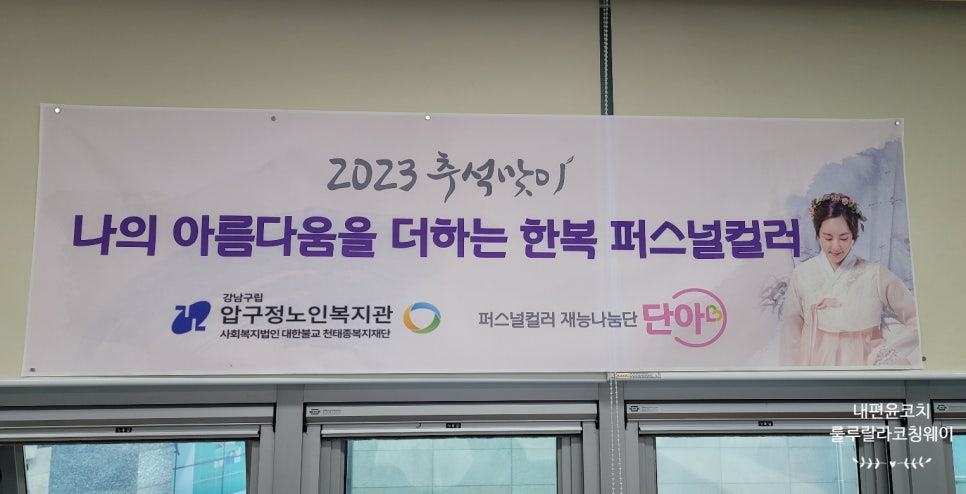 2023 추석맞이
나의 아름다움을 더하는 한복 퍼스널컬러
강남구립
압구정노인복지관
사회복지법인 대한불교 천태종복지재단
퍼스널컬러 재능나눔단 단아
내편윤코치
룰루랄라코칭웨이